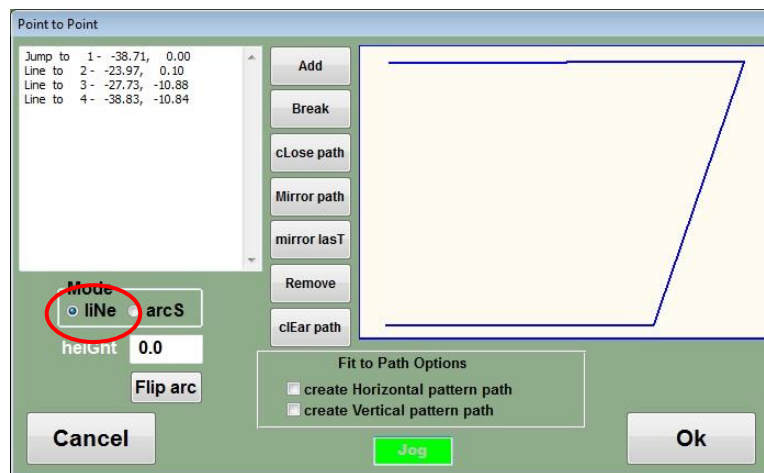 Point to Point
Jump to 1 - -38.71, 0.00
Line to 2 - -23.97, 0.10
Line to 3 - -27.73, -10.88
Line to 4 - -38.83, -10.84
Add
Break
cLose path
Mirror path
mirror lasT
Remove
clEar path
Mode
liNe
arcS
heiGht
0.0
Flip arc
Fit to Path Options
create Horizontal pattern path
create Vertical pattern path
Cancel
Jog
Ok